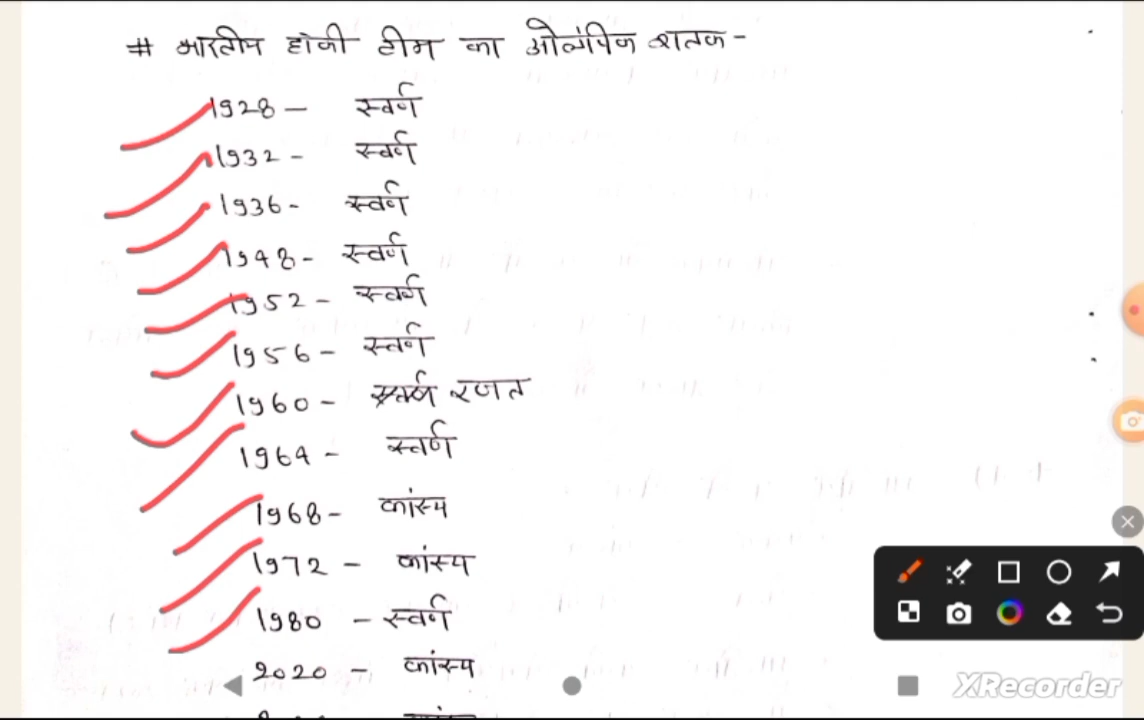 # भारतीय हॉकी टीम का ओलंपिक शतक -
1928 - स्वर्ण
1932 - स्वर्ण
1936 - स्वर्ण
1948 - स्वर्ण
1952 - स्वर्ण
1956 - स्वर्ण
1960 - रजत
1964 - स्वर्ण
1968 - कांस्य
1972 - कांस्य
1980 - स्वर्ण
2020 - कांस्य
XRecorder